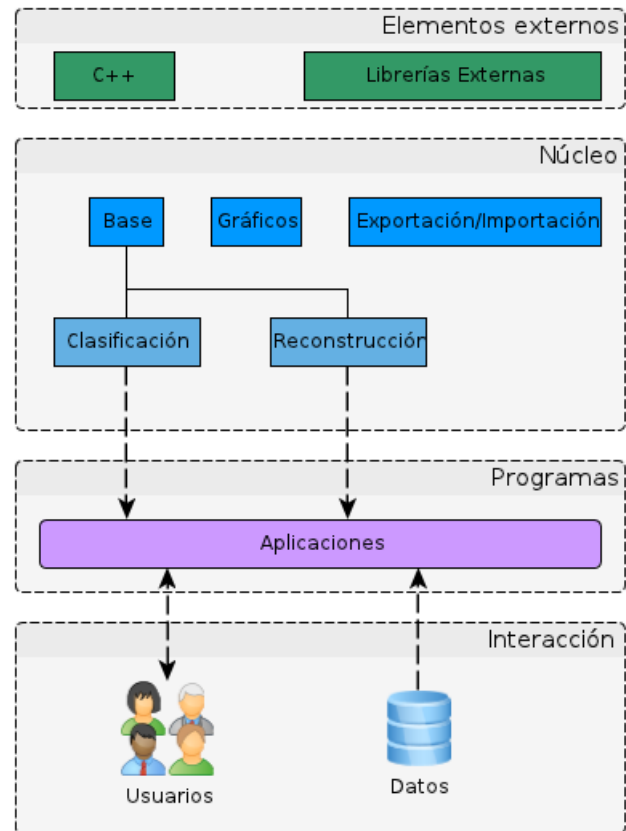 Elementos externos
C++
Librerías Externas
Núcleo
Base
Gráficos
Exportación/Importación
Clasificación
Reconstrucción
Programas
Aplicaciones
Interacción
Usuarios
Datos